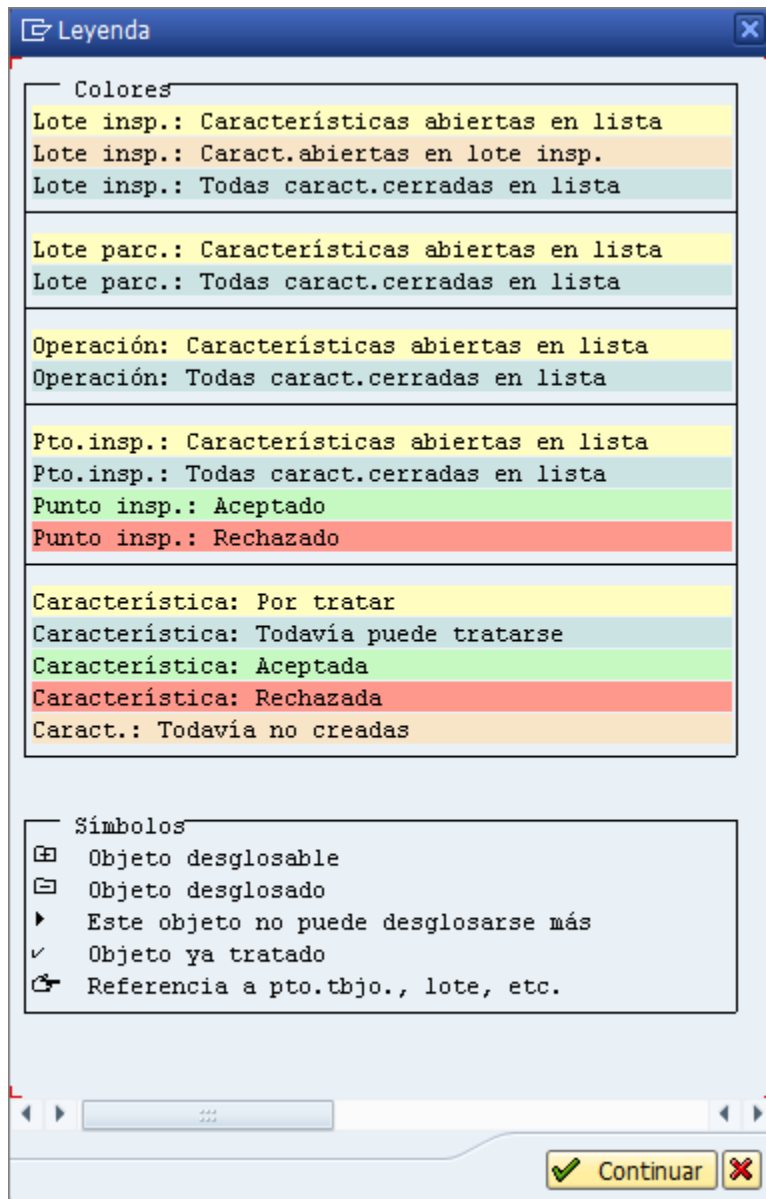 Leyenda
Colores
Lote insp.: Características abiertas en lista
Lote insp.: Caract.abiertas en lote insp.
Lote insp.: Todas caract.cerradas en lista
Lote parc.: Características abiertas en lista
Lote parc.: Todas caract.cerradas en lista
Operación: Características abiertas en lista
Operación: Todas caract.cerradas en lista
Pto.insp.: Características abiertas en lista
Pto.insp.: Todas caract.cerradas en lista
Punto insp.: Aceptado
Punto insp.: Rechazado
Característica: Por tratar
Característica: Todavía puede tratarse
Característica: Aceptada
Característica: Rechazada
Caract.: Todavía no creadas
Símbolos
Objeto desglosable
Objeto desglosado
Este objeto no puede desglosarse más
Objeto ya tratado
Referencia a pto.tbjo., lote, etc.
Continuar